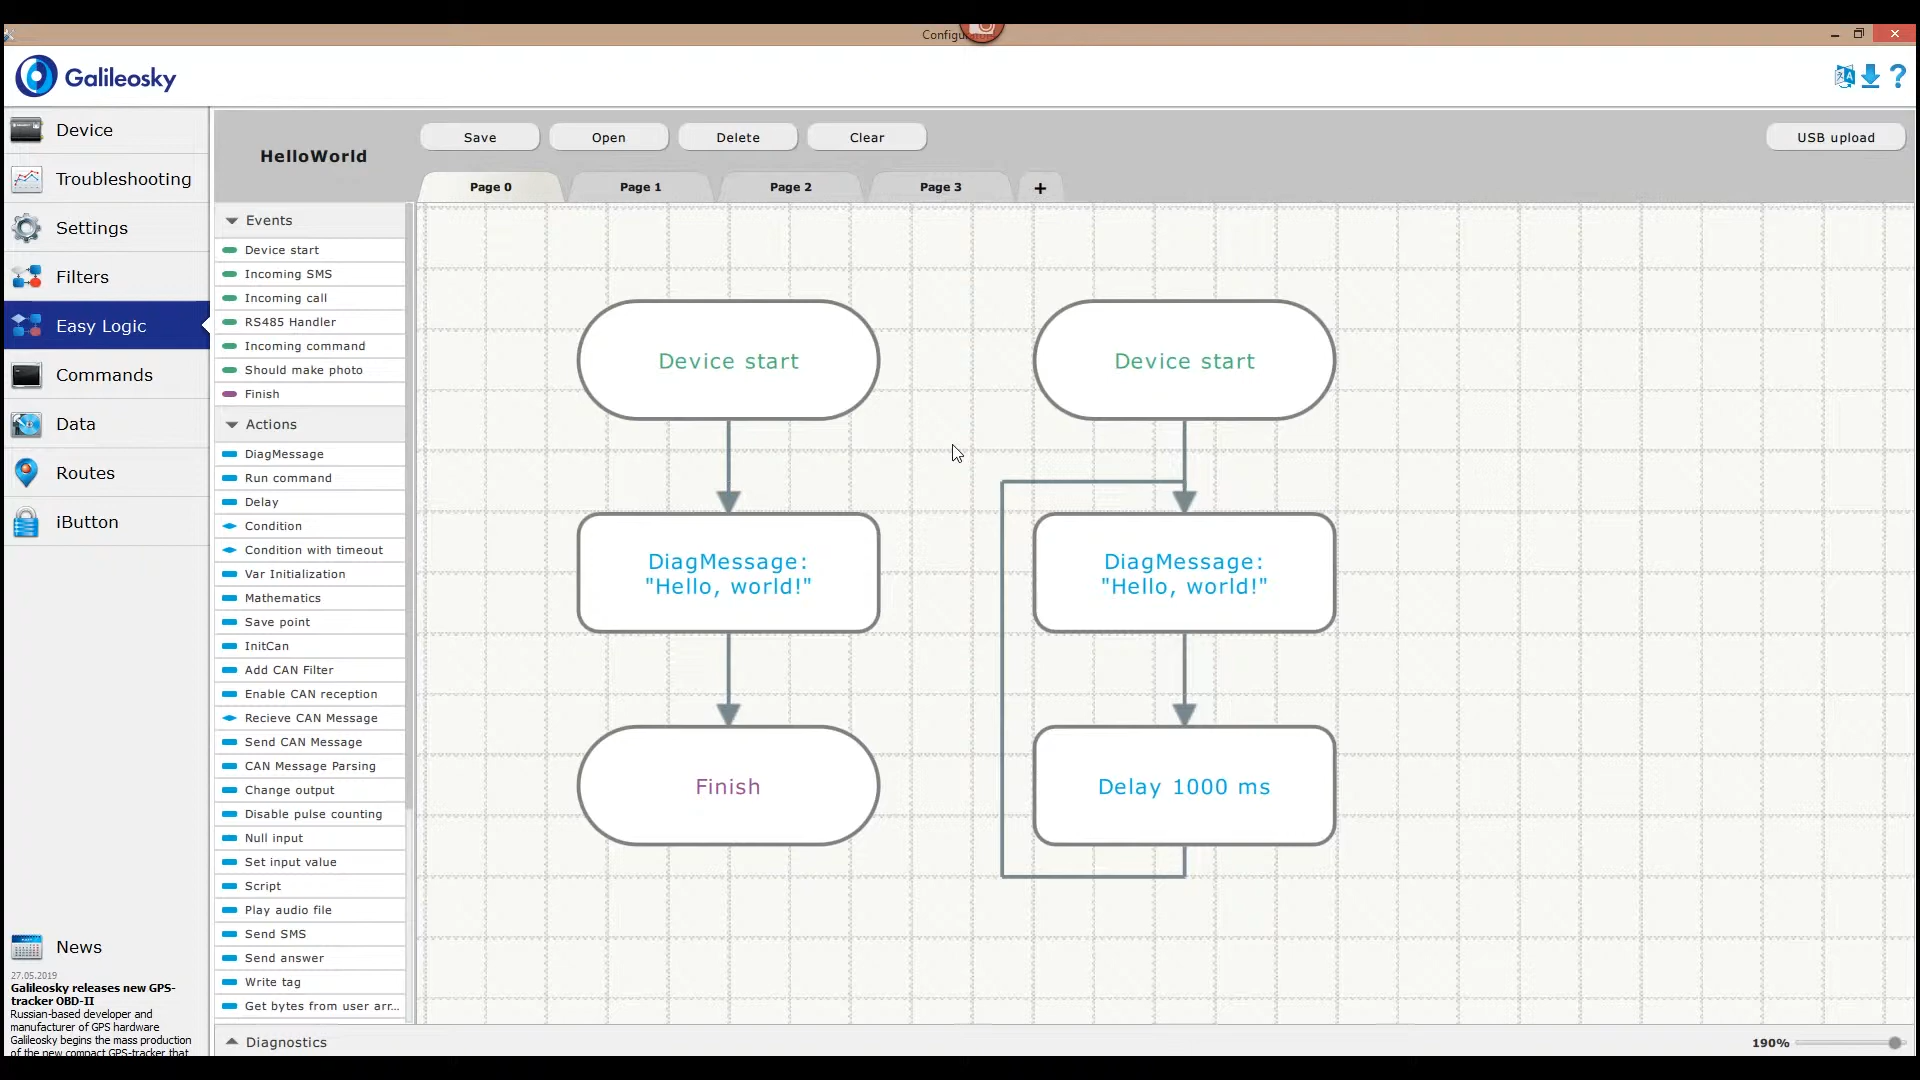 Galileosky
Device
Troubleshooting
Settings
Filters
Easy Logic
Commands
Data
Routes
iButton
News
27.05.2019
Galileosky releases new GPS-
tracker OBD-II
Russian-based developer and
manufacturer of GPS hardware
Galileosky begins the mass production
of the new compact GPS-tracker that
HelloWorld
Save
Open
Delete
Clear
USB upload
Page 0
Page 1
Page 2
Page 3
+
Events
Device start
Incoming SMS
Incoming call
RS485 Handler
Incoming command
Should make photo
Finish
Actions
DiagMessage
Run command
Delay
Condition
Condition with timeout
Var Initialization
Mathematics
Save point
InitCan
Add CAN Filter
Enable CAN reception
Recieve CAN Message
Send CAN Message
CAN Message Parsing
Change output
Disable pulse counting
Null input
Set input value
Script
Play audio file
Send SMS
Send answer
Write tag
Get bytes from user arr...
Device start
DiagMessage:
"Hello, world!"
Finish
Device start
DiagMessage:
"Hello, world!"
Delay 1000 ms
Diagnostics
190%